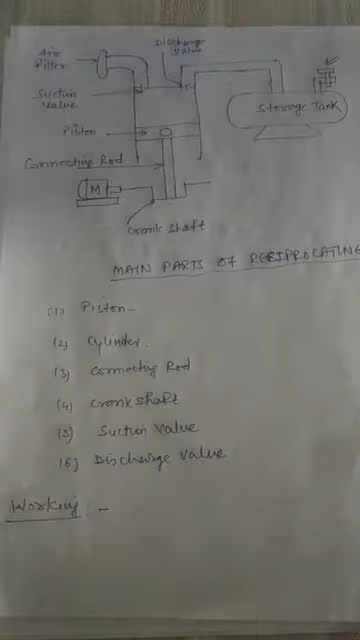 Discharge
valve
Air
Filter
Suction
valve
Storage Tank
Piston
Connecting Rod
M
Crank shaft
MAIN PARTS OF RECIPROCATING
(1) Piston-
(2) Cylinder.
(3) Connecting Rod
(4) Crank shaft
(5) Suction valve
(6) Discharge valve
Working :-